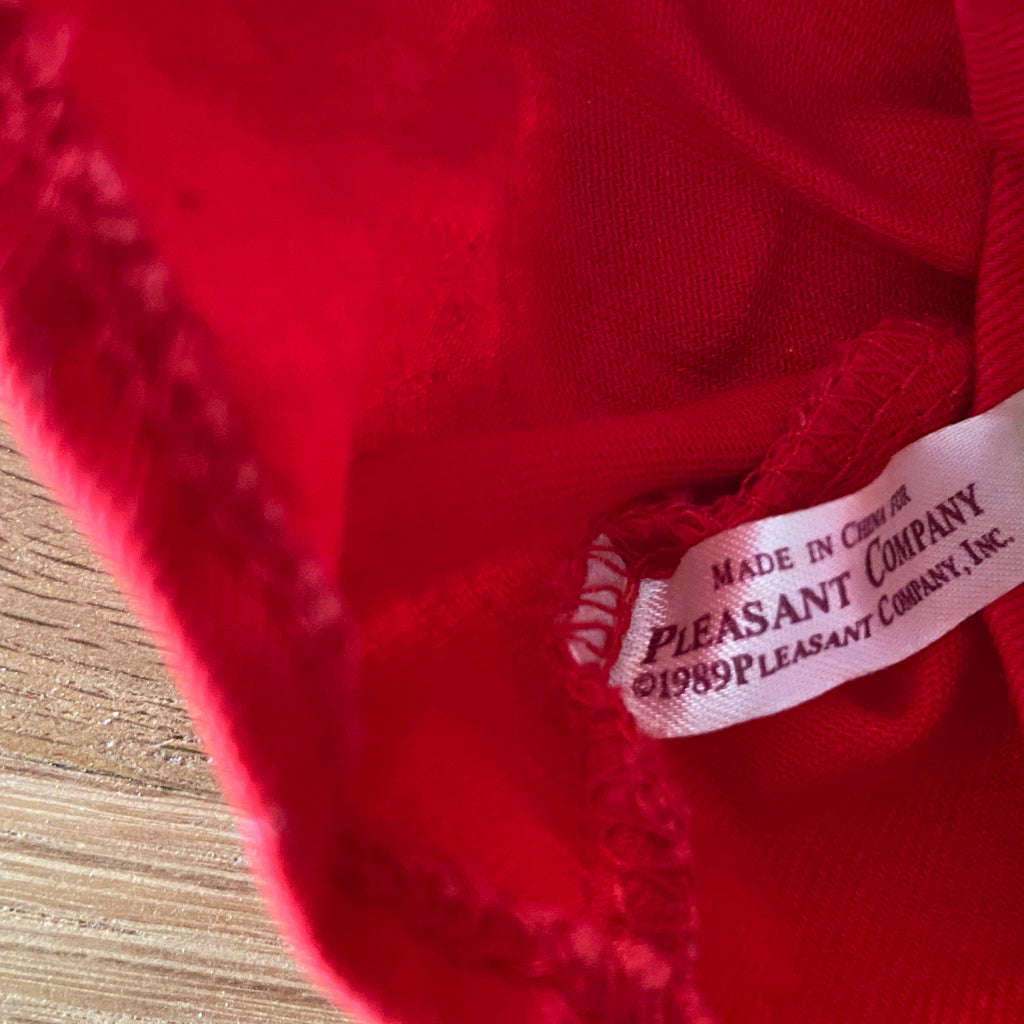 MADE IN CHINA FOR
PLEASANT COMPANY
©1989 PLEASANT COMPANY, INC.